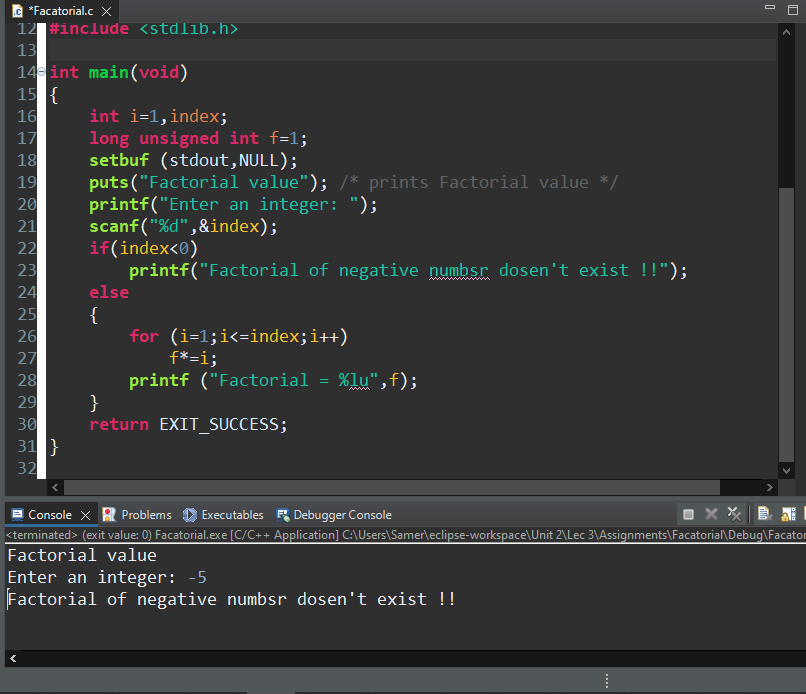 *Facatorial.c
12 #include <stdlib.h>
13
14 int main(void)
15 {
16 int i=1,index;
17 long unsigned int f=1;
18 setbuf (stdout,NULL);
19 puts("Factorial value"); /* prints Factorial value */
20 printf("Enter an integer: ");
21 scanf("%d",&index);
22 if(index<0)
23 printf("Factorial of negative numbsr dosen't exist !!");
24 else
25 {
26 for (i=1;i<=index;i++)
27 f*=i;
28 printf ("Factorial = %lu",f);
29 }
30 return EXIT_SUCCESS;
31 }
32
Console Problems Executables Debugger Console
<terminated> (exit value: 0) Facatorial.exe [C/C++ Application] C:\Users\Samer\eclipse-workspace\Unit 2\Lec 3\Assignments\Facatorial\Debug\Facator
Factorial value
Enter an integer: -5
Factorial of negative numbsr dosen't exist !!